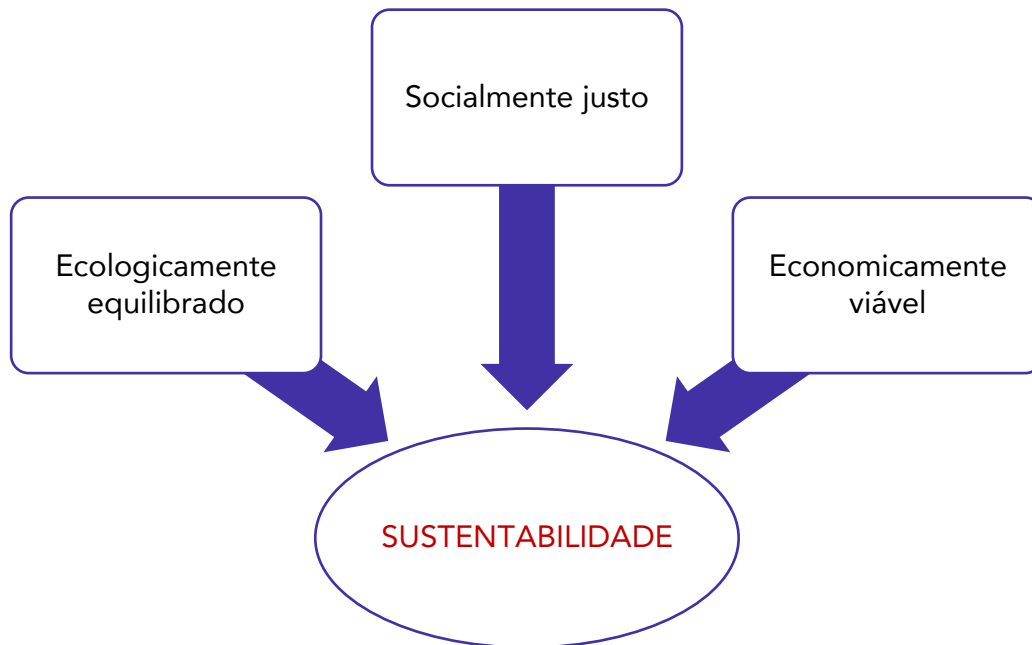 Socialmente justo
Ecologicamente
equilibrado
Economicamente
viável
SUSTENTABILIDADE